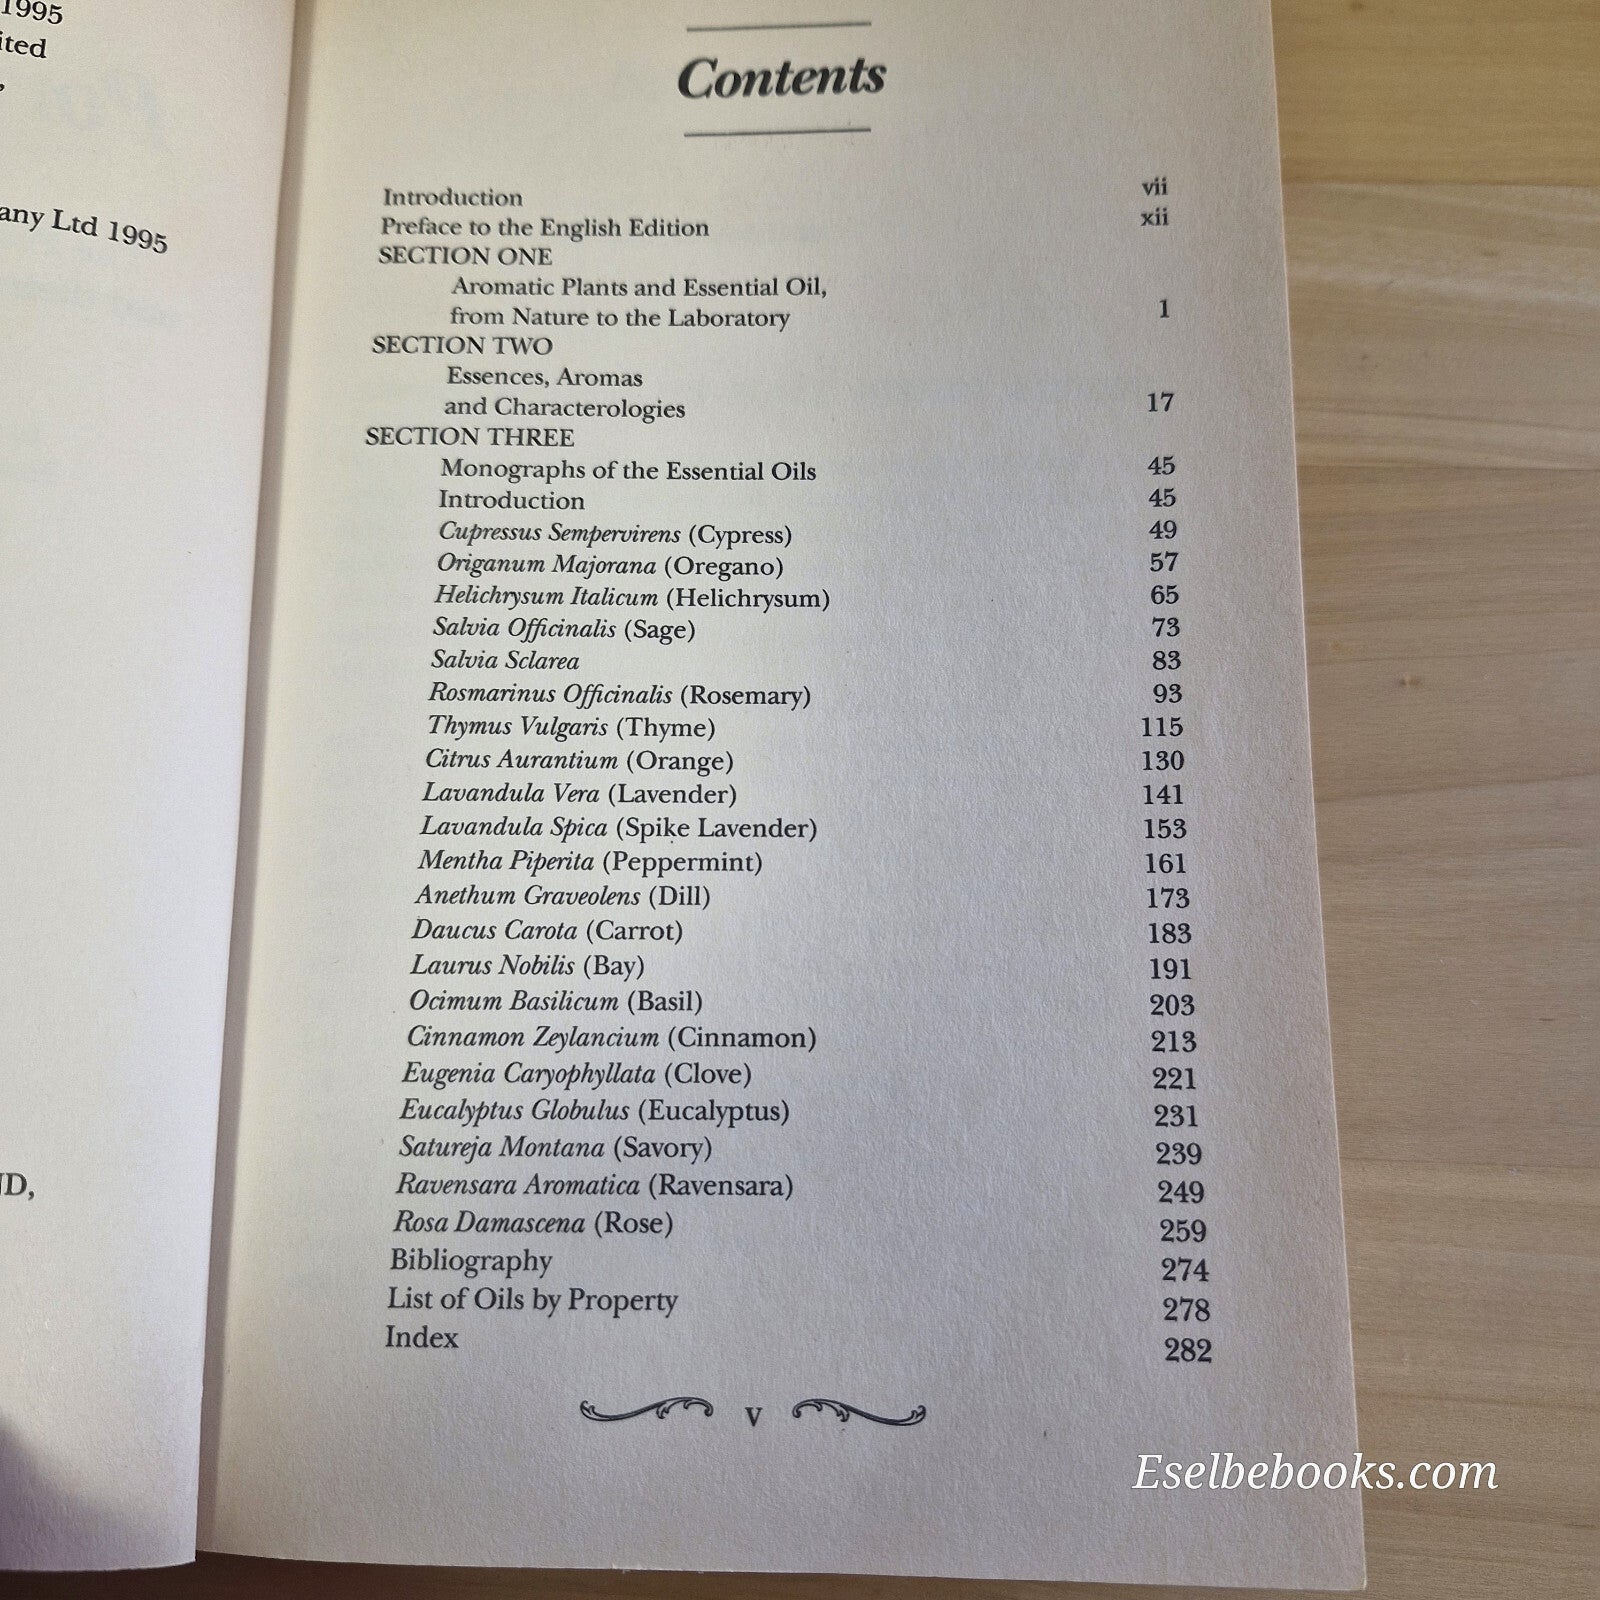 1995
ited
,
any Ltd 1995
ND,
Contents
Introduction vii
Preface to the English Edition xii
SECTION ONE
Aromatic Plants and Essential Oil,
from Nature to the Laboratory 1
SECTION TWO
Essences, Aromas
and Characterologies 17
SECTION THREE
Monographs of the Essential Oils 45
Introduction 45
Cupressus Sempervirens (Cypress) 49
Origanum Majorana (Oregano) 57
Helichrysum Italicum (Helichrysum) 65
Salvia Officinalis (Sage) 73
Salvia Sclarea 83
Rosmarinus Officinalis (Rosemary) 93
Thymus Vulgaris (Thyme) 115
Citrus Aurantium (Orange) 130
Lavandula Vera (Lavender) 141
Lavandula Spica (Spike Lavender) 153
Mentha Piperita (Peppermint) 161
Anethum Graveolens (Dill) 173
Daucus Carota (Carrot) 183
Laurus Nobilis (Bay) 191
Ocimum Basilicum (Basil) 203
Cinnamon Zeylancium (Cinnamon) 213
Eugenia Caryophyllata (Clove) 221
Eucalyptus Globulus (Eucalyptus) 231
Satureja Montana (Savory) 239
Ravensara Aromatica (Ravensara) 249
Rosa Damascena (Rose) 259
Bibliography 274
List of Oils by Property 278
Index 282
v
Eselbebooks.com